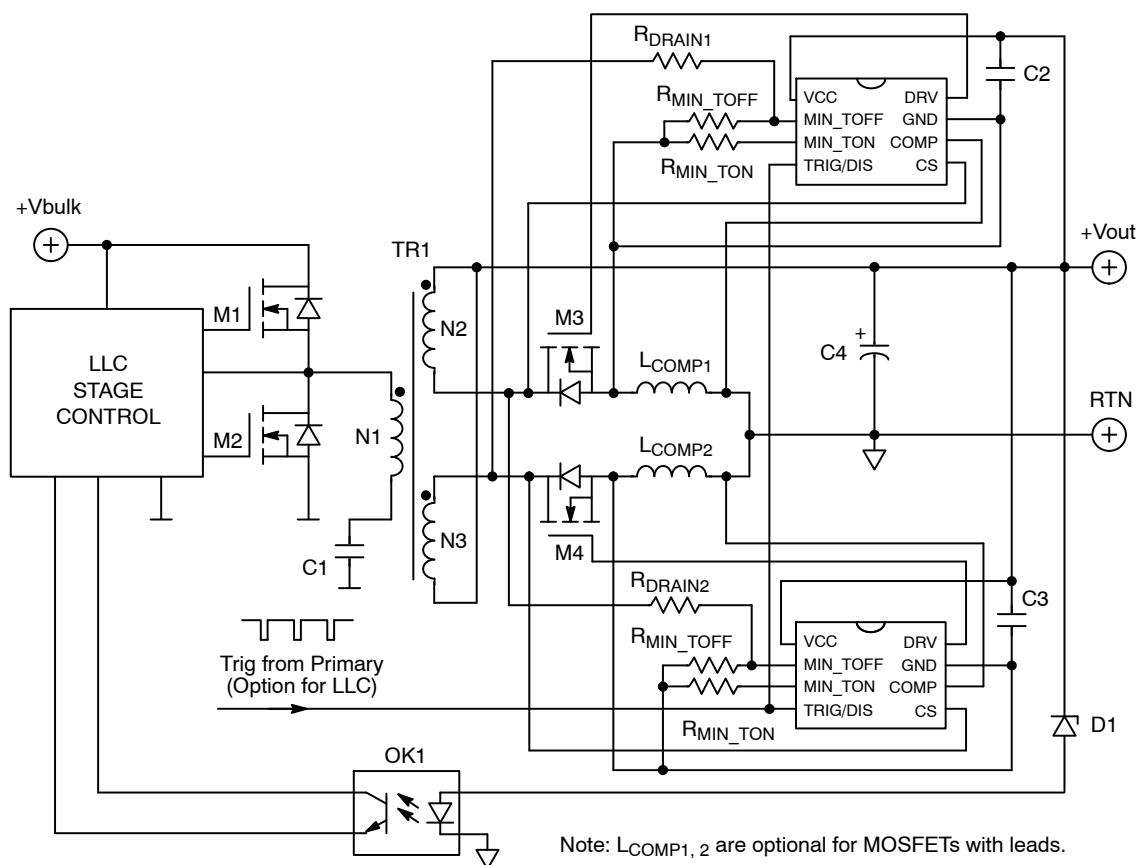 RDRAIN1
C2
RMIN_TOFF
VCC
DRV
MIN_TOFF
GND
MIN_TON
COMP
TRIG/DIS
CS
RMIN_TON
+Vbulk
TR1
+Vout
M1
N2
M3
LCOMP1
C4
+
LLC
STAGE
CONTROL
RTN
M2
N1
LCOMP2
N3
M4
C1
RDRAIN2
C3
RMIN_TOFF
VCC
DRV
MIN_TOFF
GND
MIN_TON
COMP
TRIG/DIS
CS
Trig from Primary
(Option for LLC)
RMIN_TON
D1
OK1
Note: LCOMP1, 2 are optional for MOSFETs with leads.